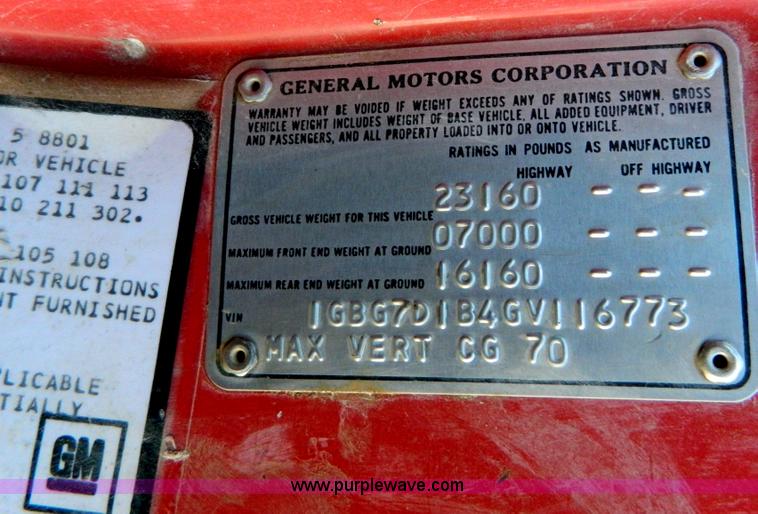 5 8801
OR VEHICLE
107 111 113
10 211 302.
105 108
INSTRUCTIONS
NT FURNISHED
PLICABLE
TIALLY
GM
GENERAL MOTORS CORPORATION
WARRANTY MAY BE VOIDED IF WEIGHT EXCEEDS ANY OF RATINGS SHOWN. GROSS
VEHICLE WEIGHT INCLUDES WEIGHT OF BASE VEHICLE, ALL ADDED EQUIPMENT, DRIVER
AND PASSENGERS, AND ALL PROPERTY LOADED INTO OR ONTO VEHICLE.
RATINGS IN POUNDS AS MANUFACTURED
HIGHWAY OFF HIGHWAY
GROSS VEHICLE WEIGHT FOR THIS VEHICLE 23160 - - -
MAXIMUM FRONT END WEIGHT AT GROUND 07000 - - -
MAXIMUM REAR END WEIGHT AT GROUND 16160 - - -
VIN 1GBG7D1B4GV116773
MAX VERT CG 70
www.purplewave.com